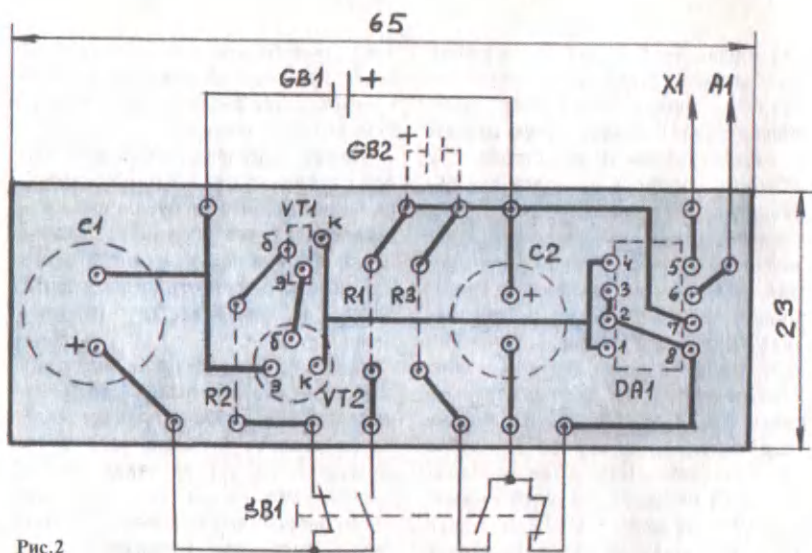 65
GB1 +
X1 A1
GB2 +
C1
VT1
б к
э
C2
4 5
3 6
2 7
1 8
R1 R3
+
+
б
э к
R2 VT2
DA1
23
SB1
Рис.2